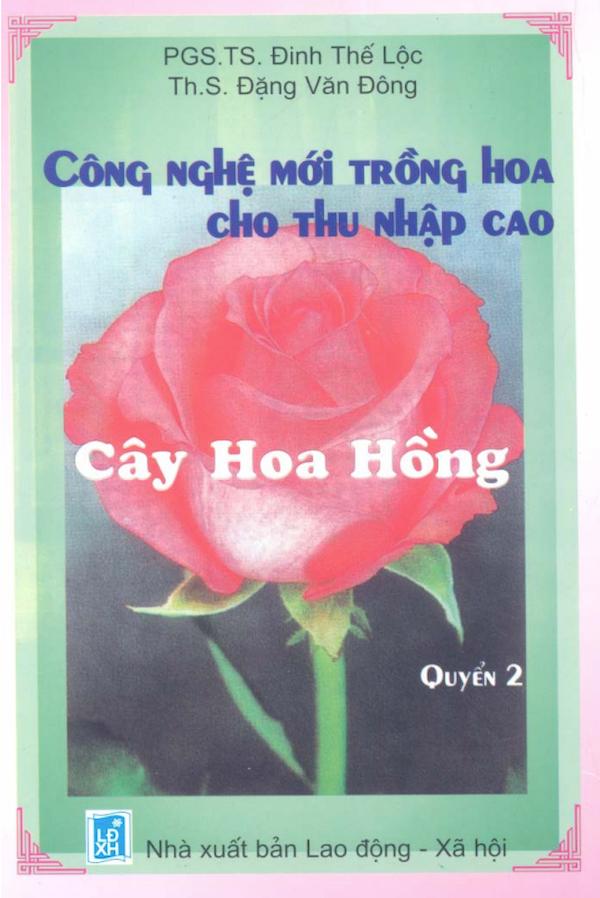 PGS.TS. Đinh Thế Lộc
Th.S. Đặng Văn Đông
Công nghệ mới trồng hoa
cho thu nhập cao
Cây Hoa Hồng
Quyển 2
LĐ
XH
Nhà xuất bản Lao động - Xã hội